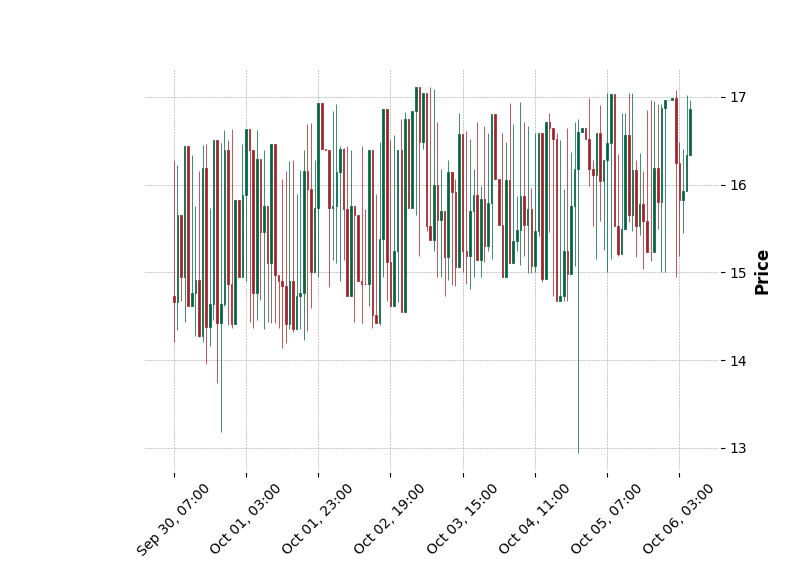 17
16
15
14
13
Price
Sep 30, 07:00
Oct 01, 03:00
Oct 01, 23:00
Oct 02, 19:00
Oct 03, 15:00
Oct 04, 11:00
Oct 05, 07:00
Oct 06, 03:00